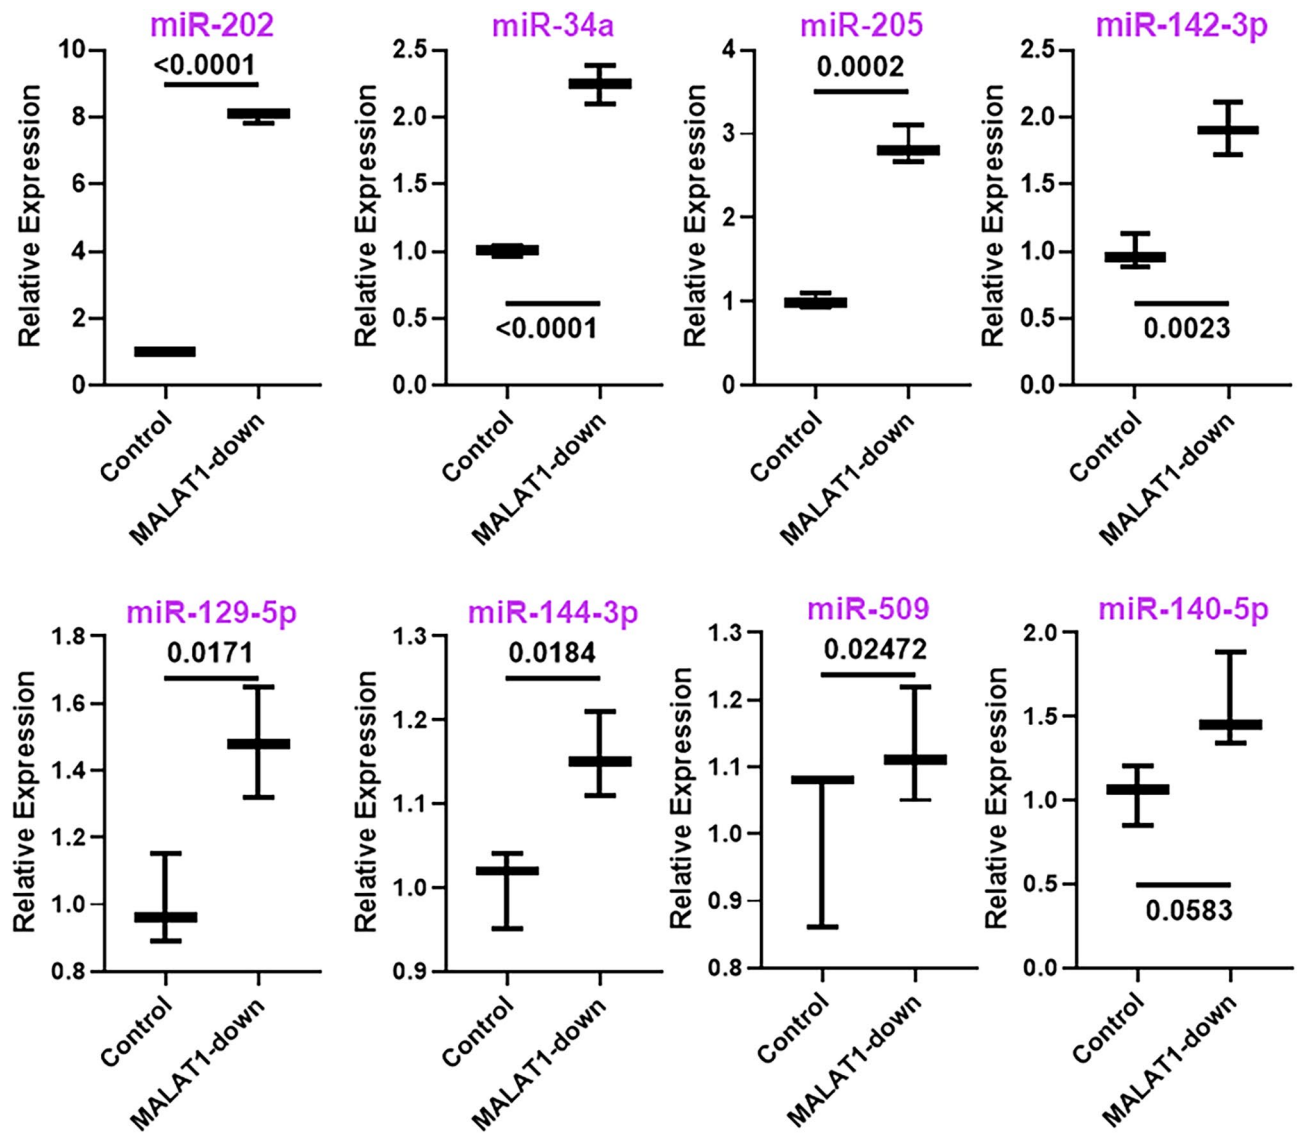 miR-202
Relative Expression
10
8
6
4
2
0
<0.0001
Control
MALAT1-down
miR-34a
Relative Expression
2.5
2.0
1.5
1.0
0.5
0.0
<0.0001
Control
MALAT1-down
miR-205
Relative Expression
4
3
2
1
0
0.0002
Control
MALAT1-down
miR-142-3p
Relative Expression
2.5
2.0
1.5
1.0
0.5
0.0
0.0023
Control
MALAT1-down
miR-129-5p
Relative Expression
1.8
1.6
1.4
1.2
1.0
0.8
0.0171
Control
MALAT1-down
miR-144-3p
Relative Expression
1.3
1.2
1.1
1.0
0.9
0.0184
Control
MALAT1-down
miR-509
Relative Expression
1.3
1.2
1.1
1.0
0.9
0.8
0.02472
Control
MALAT1-down
miR-140-5p
Relative Expression
2.0
1.5
1.0
0.5
0.0
0.0583
Control
MALAT1-down